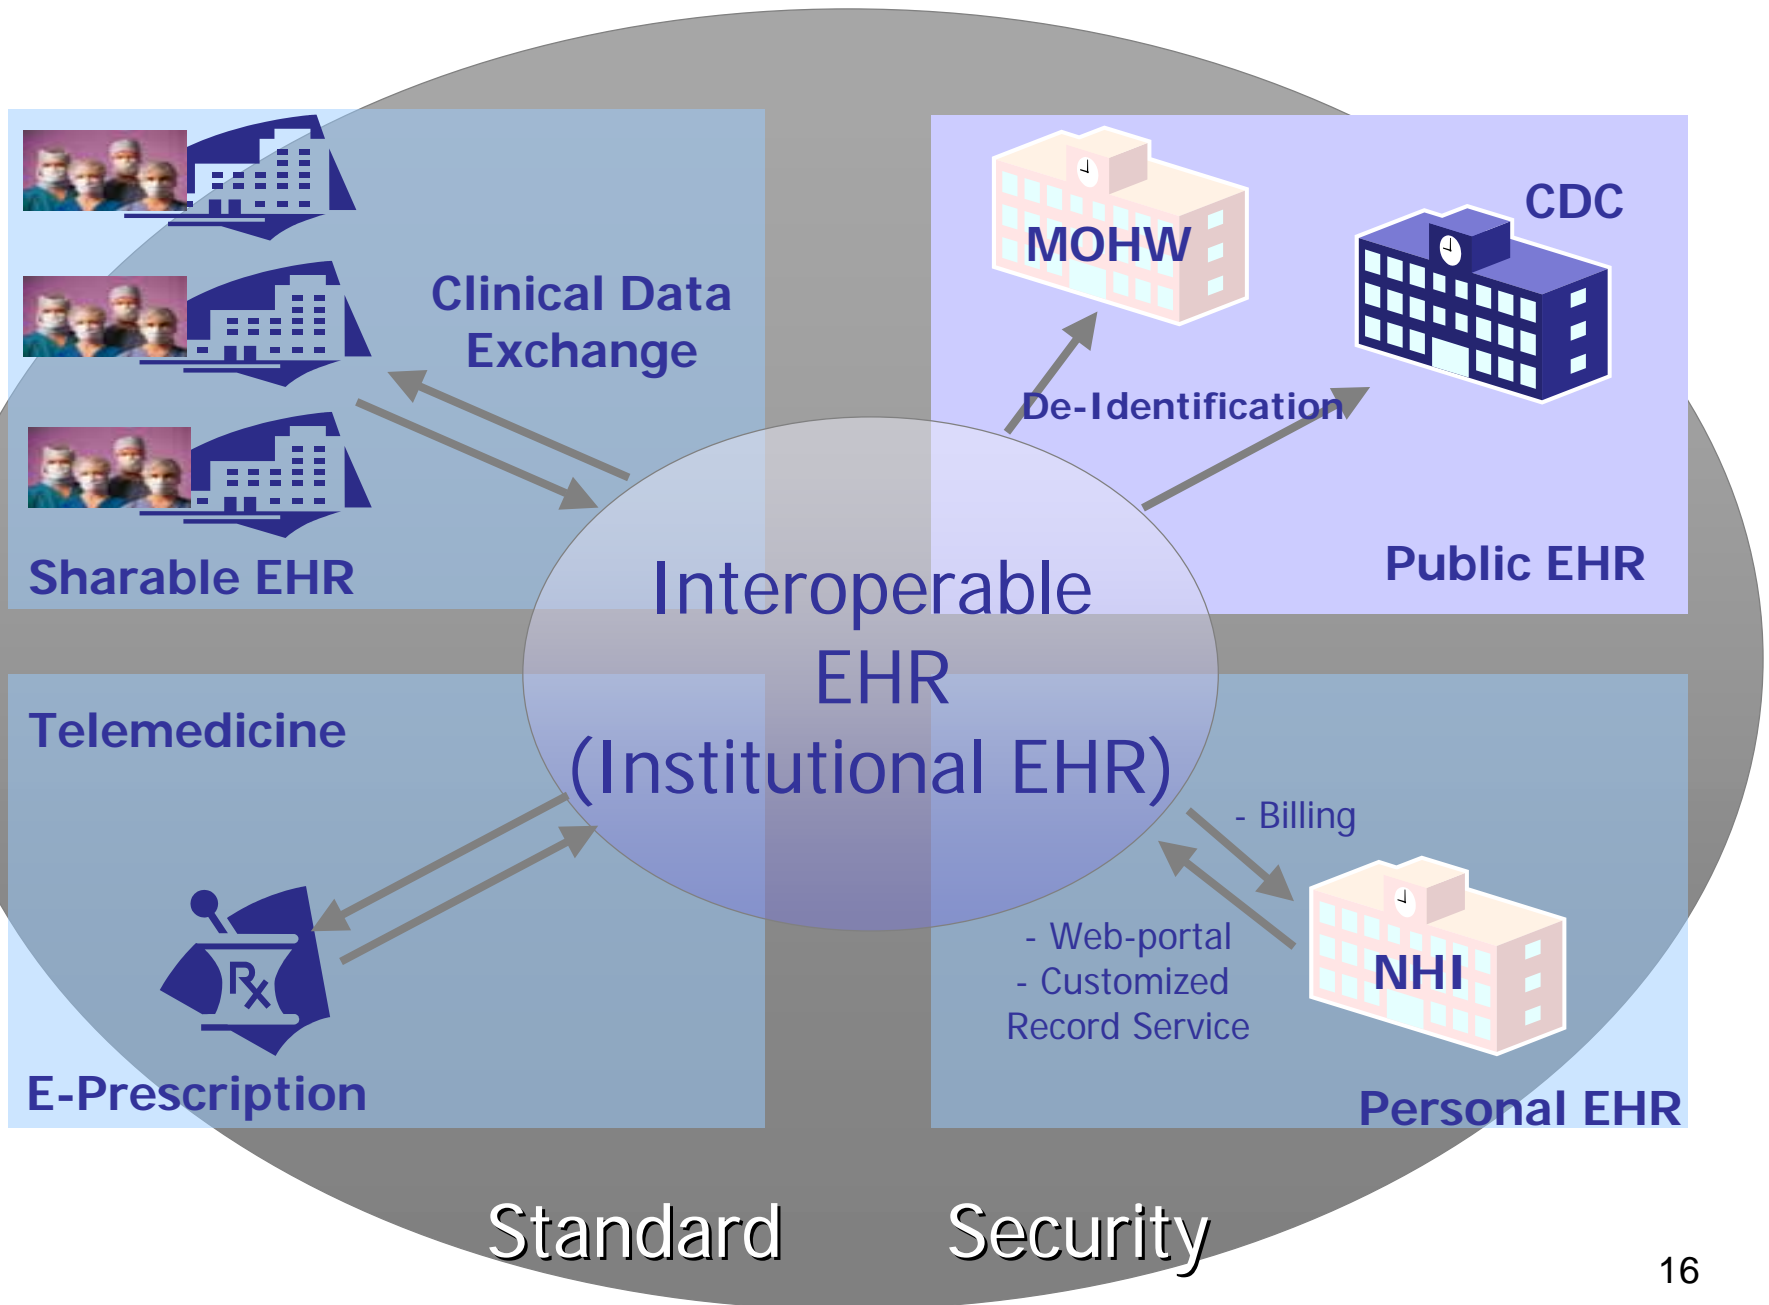 Clinical Data
Exchange
Sharable EHR
MOHW
CDC
De-Identification
Public EHR
Interoperable
EHR
(Institutional EHR)
Telemedicine
Rx
E-Prescription
- Billing
- Web-portal
- Customized
Record Service
NHI
Personal EHR
Standard
Security
16